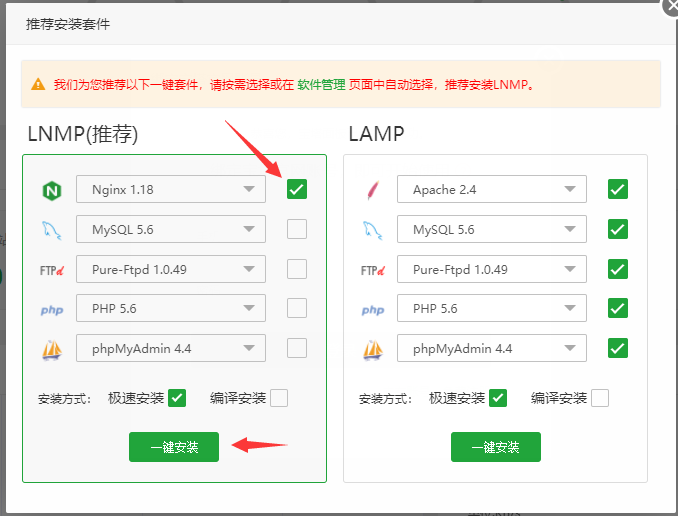 推荐安装套件
我们为您推荐以下一键套件，请按需选择或在 软件管理 页面中自动选择，推荐安装LNMP。
LNMP(推荐)
Nginx 1.18
MySQL 5.6
FTPd Pure-Ftpd 1.0.49
php PHP 5.6
phpMyAdmin 4.4
安装方式： 极速安装 编译安装
一键安装
LAMP
Apache 2.4
MySQL 5.6
FTPd Pure-Ftpd 1.0.49
php PHP 5.6
phpMyAdmin 4.4
安装方式： 极速安装 编译安装
一键安装